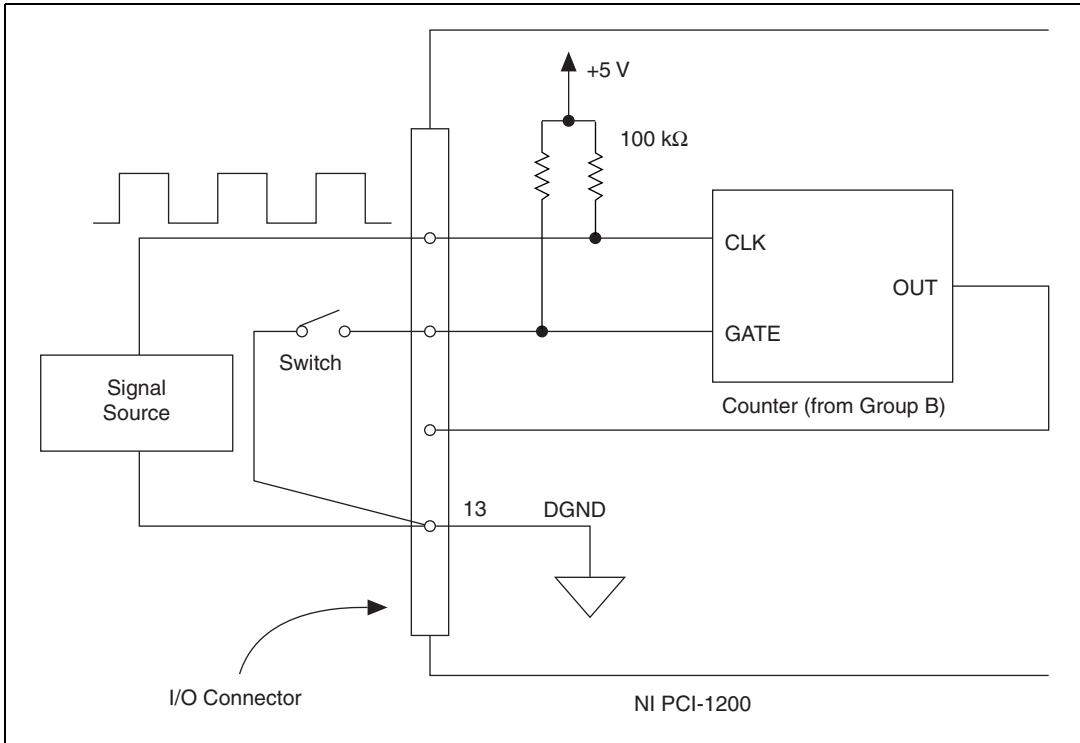 +5 V
100 kΩ
CLK
OUT
GATE
Switch
Signal
Source
Counter (from Group B)
13
DGND
I/O Connector
NI PCI-1200